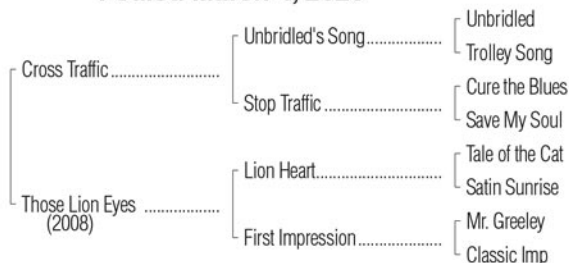 Unbridled
Unbridled's Song
Trolley Song
Cross Traffic
Cure the Blues
Stop Traffic
Save My Soul
Tale of the Cat
Lion Heart
Satin Sunrise
Those Lion Eyes
(2008)
Mr. Greeley
First Impression
Classic Imp